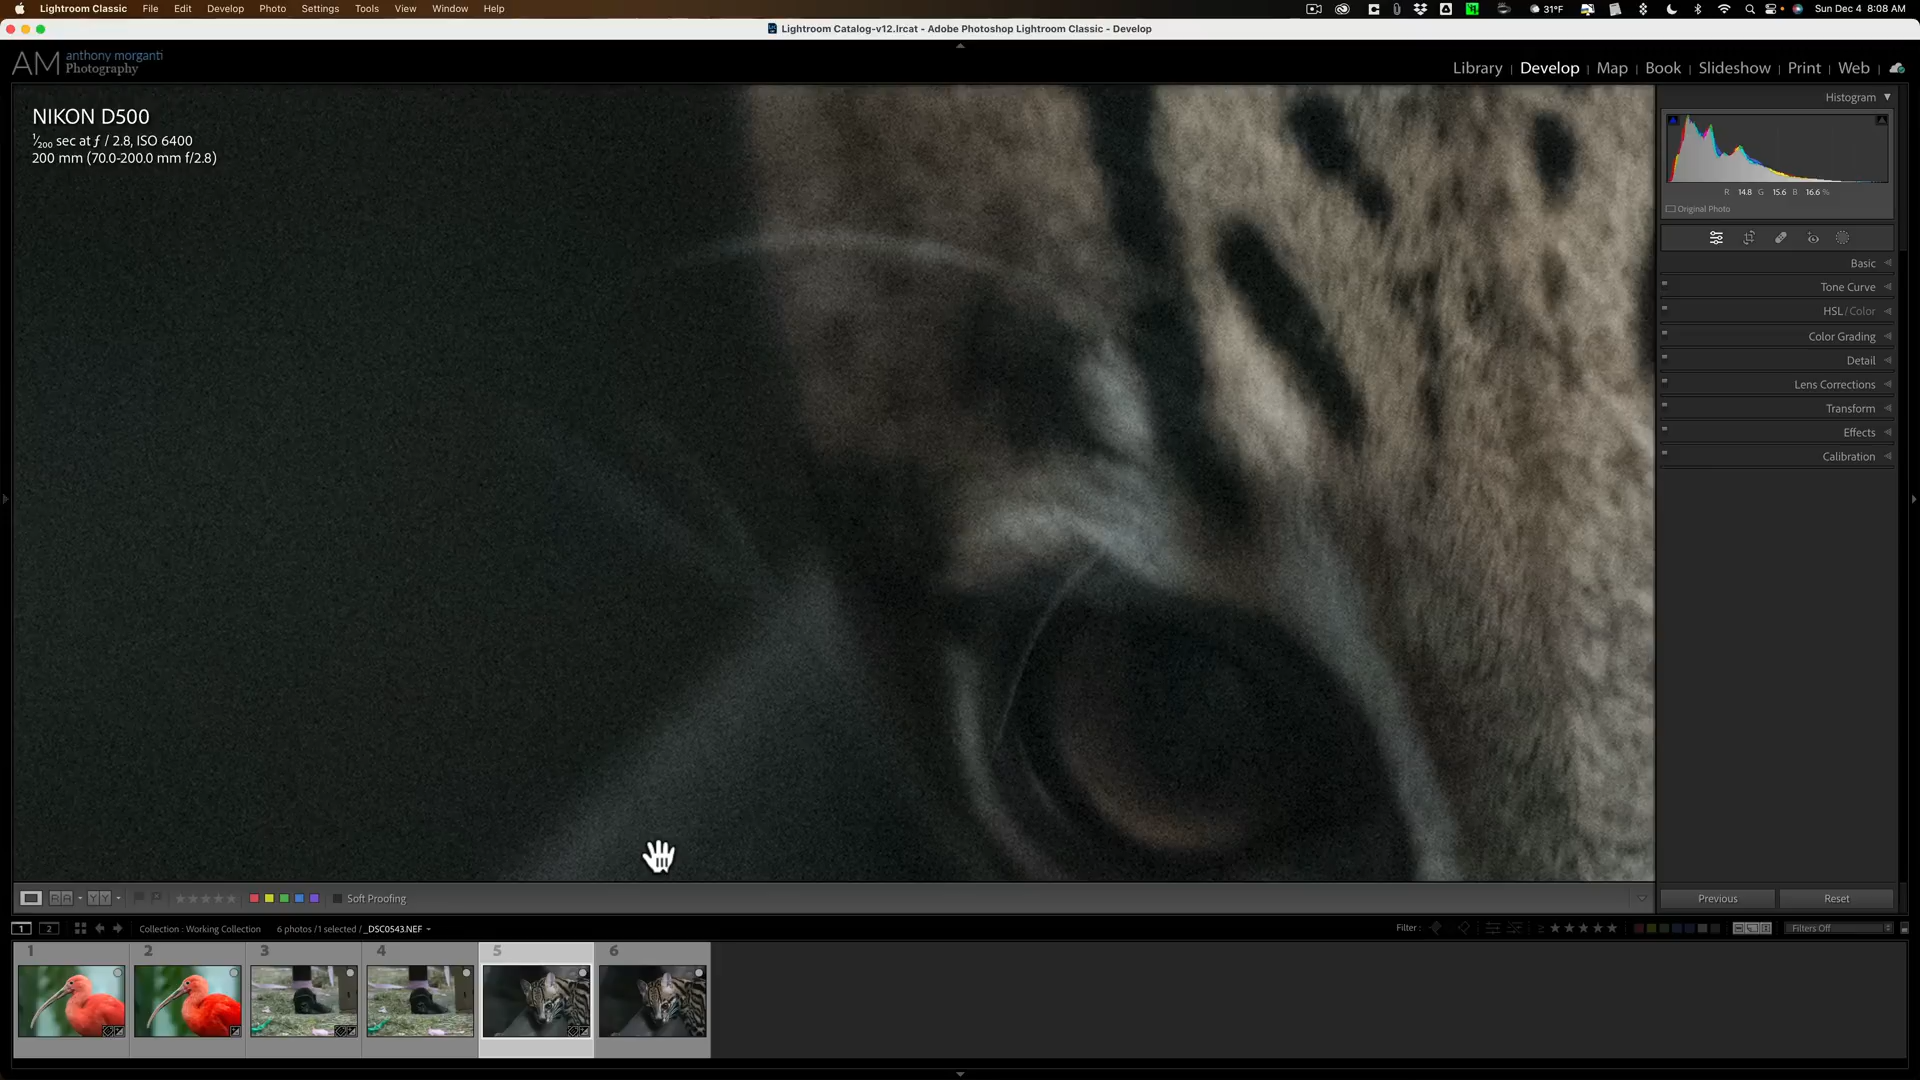 Lightroom Classic File Edit Develop Photo Settings Tools View Window Help 31°F Sun Dec 4 8:08 AM
Lightroom Catalog-v12.lrcat - Adobe Photoshop Lightroom Classic - Develop
AM anthony morganti
Photography
Library | Develop | Map | Book | Slideshow | Print | Web
Histogram
NIKON D500
1/200 sec at ƒ / 2.8, ISO 6400
200 mm (70.0-200.0 mm f/2.8)
R 14.8 G 15.6 B 16.6 %
Original Photo
Basic
Tone Curve
HSL / Color
Color Grading
Detail
Lens Corrections
Transform
Effects
Calibration
Soft Proofing
Previous Reset
1 2 Collection : Working Collection 6 photos /1 selected / _DSC0543.NEF Filter : Filters Off
1 2 3 4 5 6